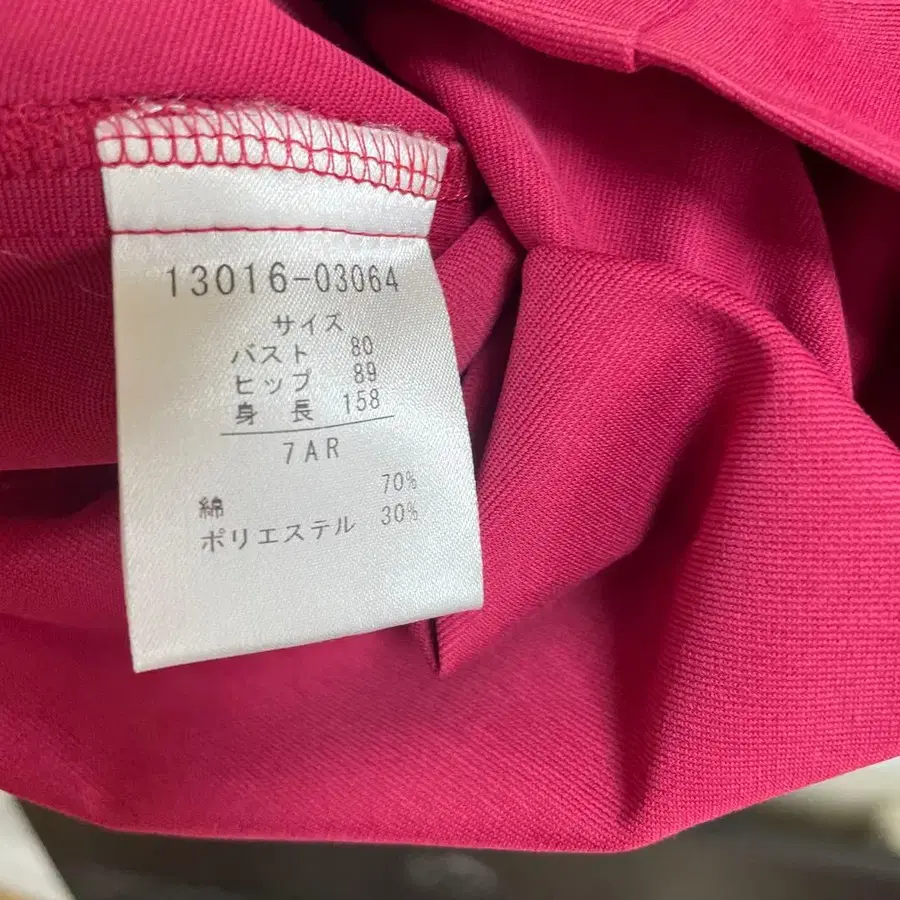 13016-03064
サイズ
バスト 80
ヒップ 89
身長 158
7AR
綿 70%
ポリエステル 30%